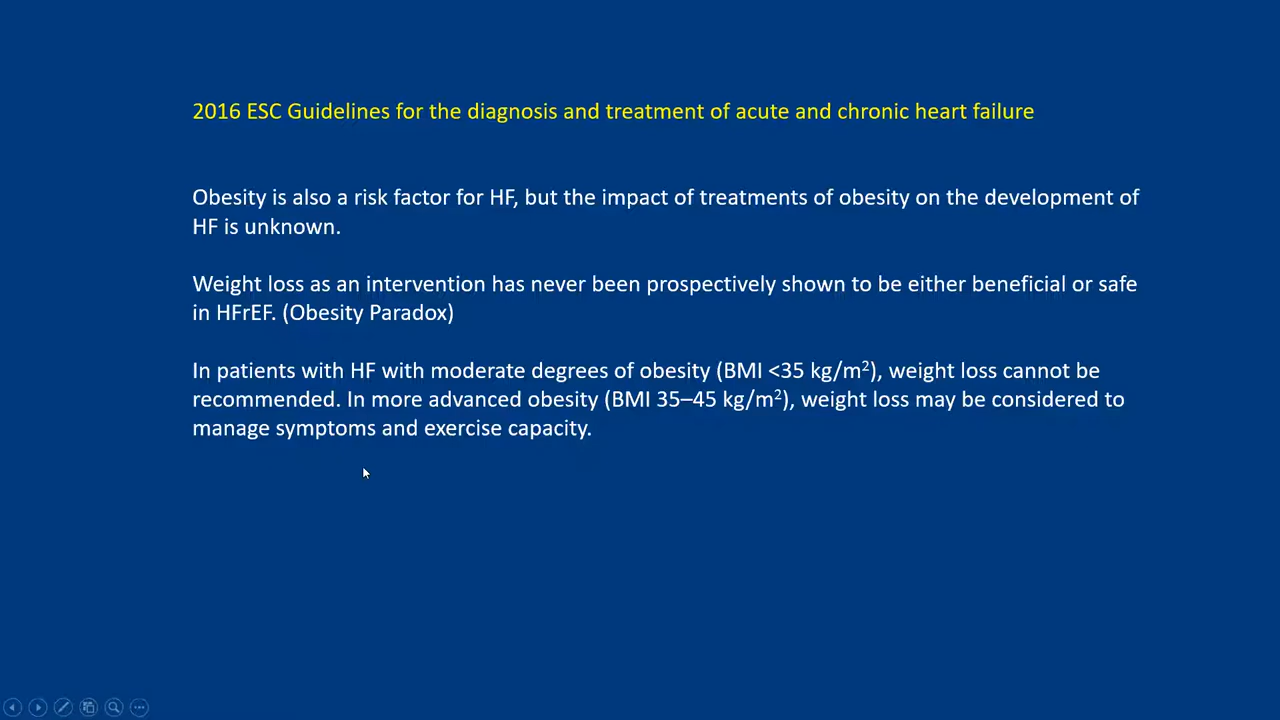 2016 ESC Guidelines for the diagnosis and treatment of acute and chronic heart failure
Obesity is also a risk factor for HF, but the impact of treatments of obesity on the development of
HF is unknown.
Weight loss as an intervention has never been prospectively shown to be either beneficial or safe
in HFrEF. (Obesity Paradox)
In patients with HF with moderate degrees of obesity (BMI <35 kg/m²), weight loss cannot be
recommended. In more advanced obesity (BMI 35–45 kg/m²), weight loss may be considered to
manage symptoms and exercise capacity.